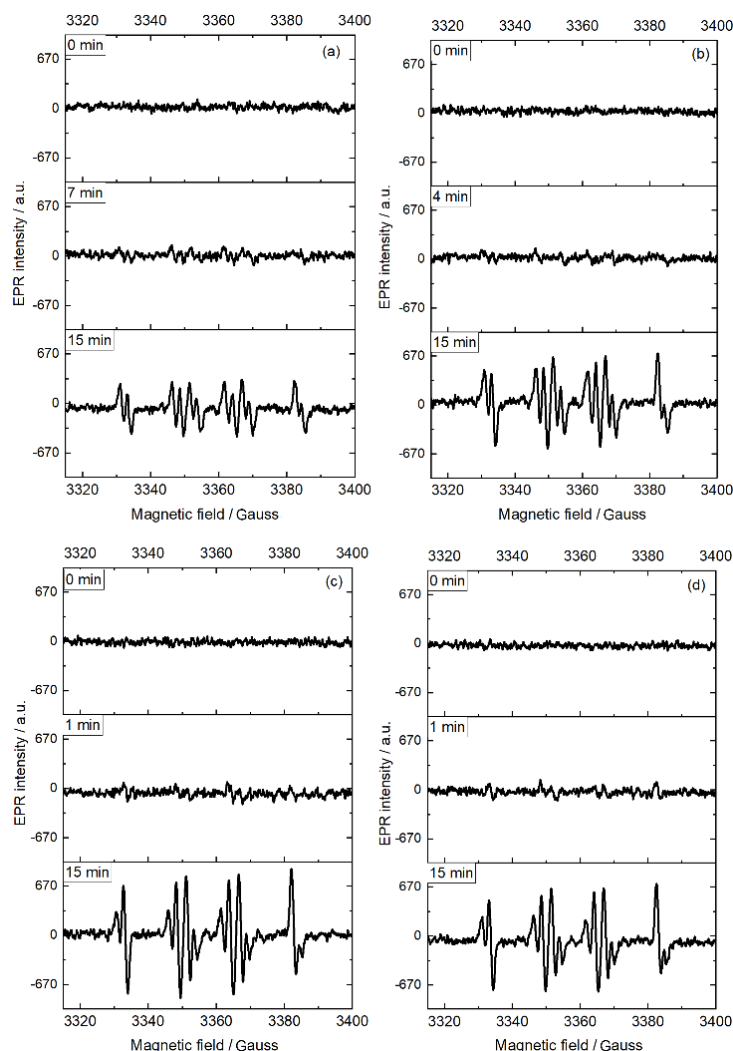 3320 3340 3360 3380 3400
0 min (a)
670
0
-670
7 min
670
0
-670
15 min
670
0
-670
3320 3340 3360 3380 3400
EPR intensity / a.u.
Magnetic field / Gauss
3320 3340 3360 3380 3400
0 min (b)
670
0
-670
4 min
670
0
-670
15 min
670
0
-670
3320 3340 3360 3380 3400
EPR intensity / a.u.
Magnetic field / Gauss
3320 3340 3360 3380 3400
0 min (c)
670
0
-670
1 min
670
0
-670
15 min
670
0
-670
3320 3340 3360 3380 3400
EPR intensity / a.u.
Magnetic field / Gauss
3320 3340 3360 3380 3400
0 min (d)
670
0
-670
1 min
670
0
-670
15 min
670
0
-670
3320 3340 3360 3380 3400
EPR intensity / a.u.
Magnetic field / Gauss